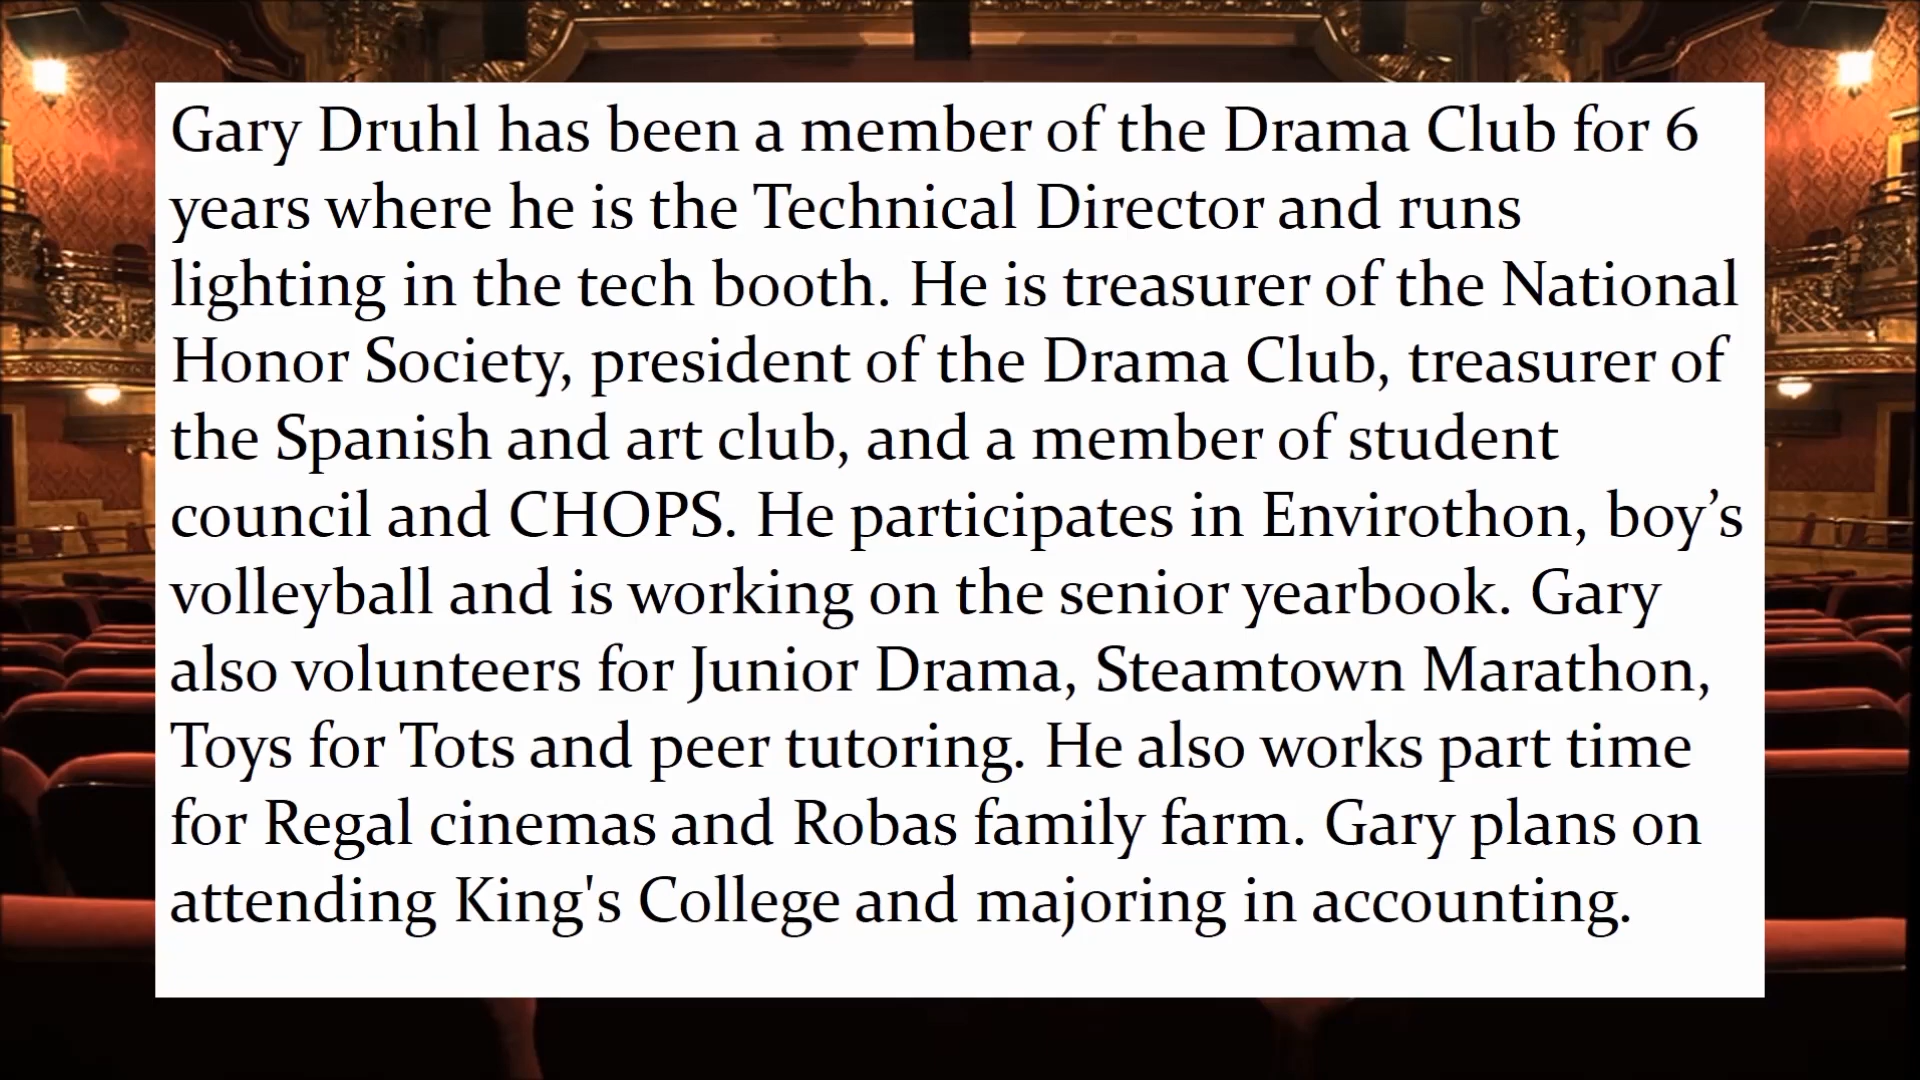 Gary Druhl has been a member of the Drama Club for 6
years where he is the Technical Director and runs
lighting in the tech booth. He is treasurer of the National
Honor Society, president of the Drama Club, treasurer of
the Spanish and art club, and a member of student
council and CHOPS. He participates in Envirothon, boy’s
volleyball and is working on the senior yearbook. Gary
also volunteers for Junior Drama, Steamtown Marathon,
Toys for Tots and peer tutoring. He also works part time
for Regal cinemas and Robas family farm. Gary plans on
attending King's College and majoring in accounting.